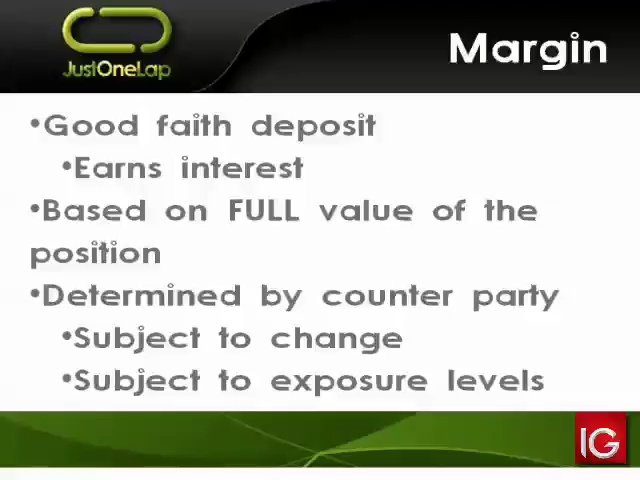 JustOneLap
Margin
•Good faith deposit
•Earns interest
•Based on FULL value of the
position
•Determined by counter party
•Subject to change
•Subject to exposure levels
IG